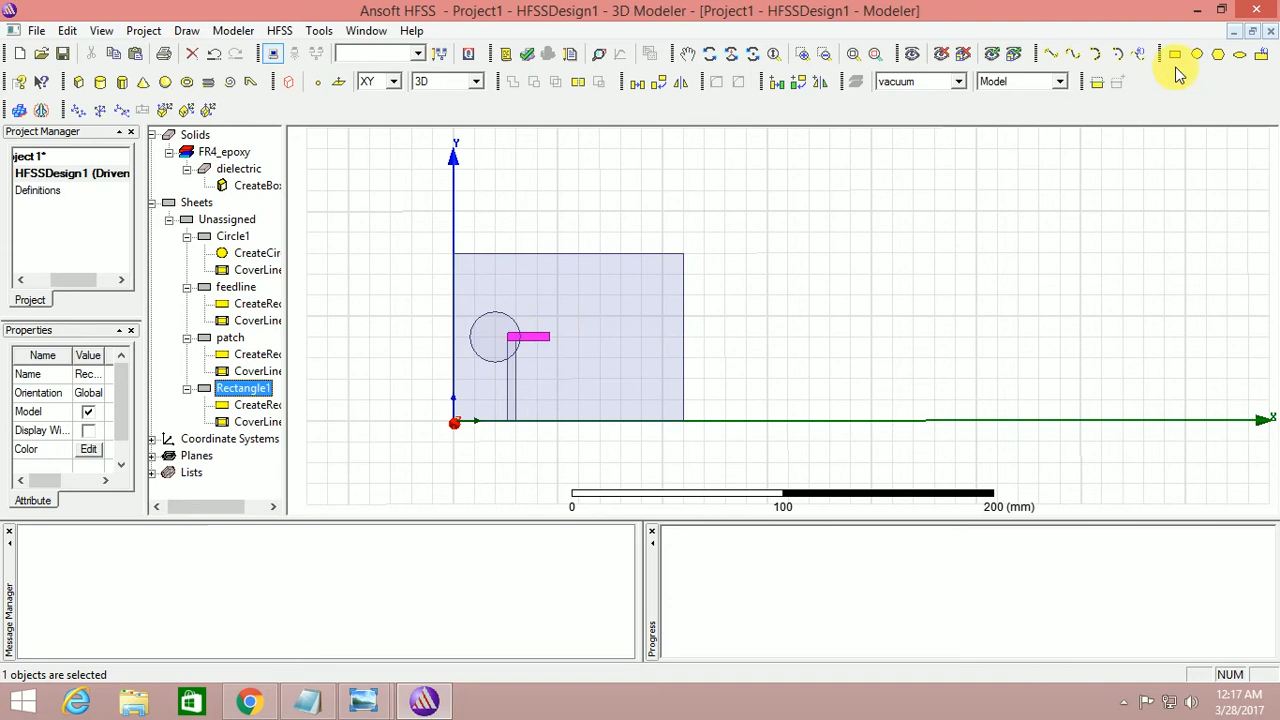 Ansoft HFSS - Project1 - HFSSDesign1 - 3D Modeler - [Project1 - HFSSDesign1 - Modeler]
File Edit View Project Draw Modeler HFSS Tools Window Help
XY 3D vacuum Model
Project Manager
ject1*
HFSSDesign1 (Driven
Definitions
Project
Properties
Name Value
Name Rec...
Orientation Global
Model
Display Wi...
Color Edit
Attribute
Solids
FR4_epoxy
dielectric
CreateBo
Sheets
Unassigned
Circle1
CreateCir
CoverLine
feedline
CreateRec
CoverLine
patch
CreateRec
CoverLine
Rectangle1
CreateRec
CoverLine
Coordinate Systems
Planes
Lists
Y
X
0 100 200 (mm)
Message Manager
Progress
1 objects are selected
NUM
12:17 AM
3/28/2017